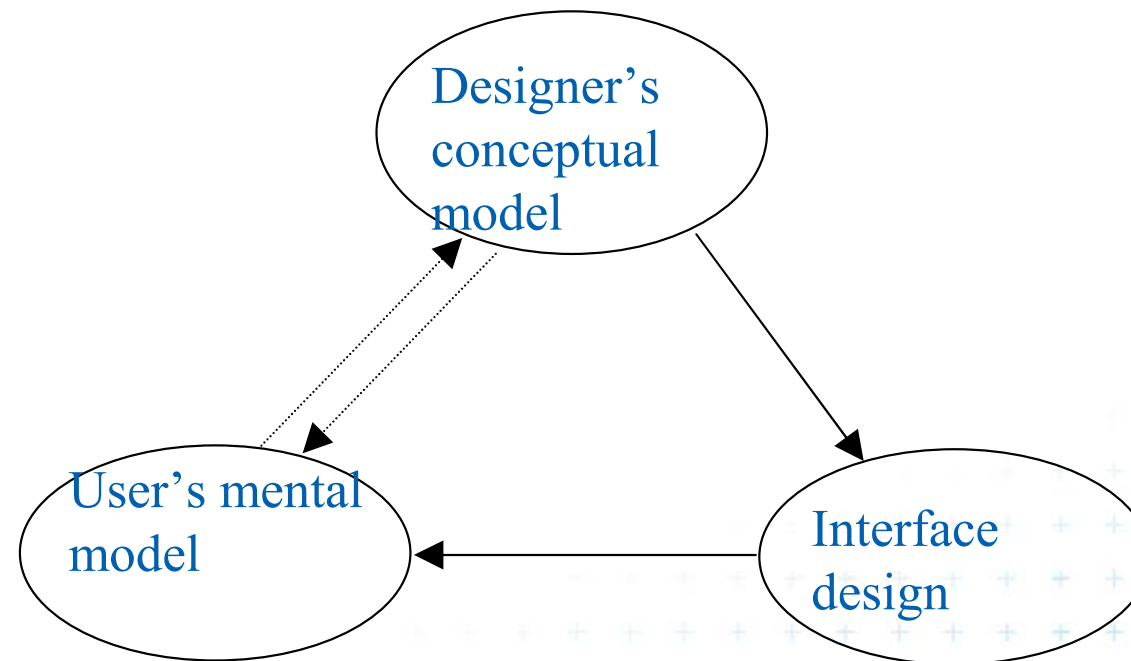 Designer’s
conceptual
model
User’s mental
model
Interface
design